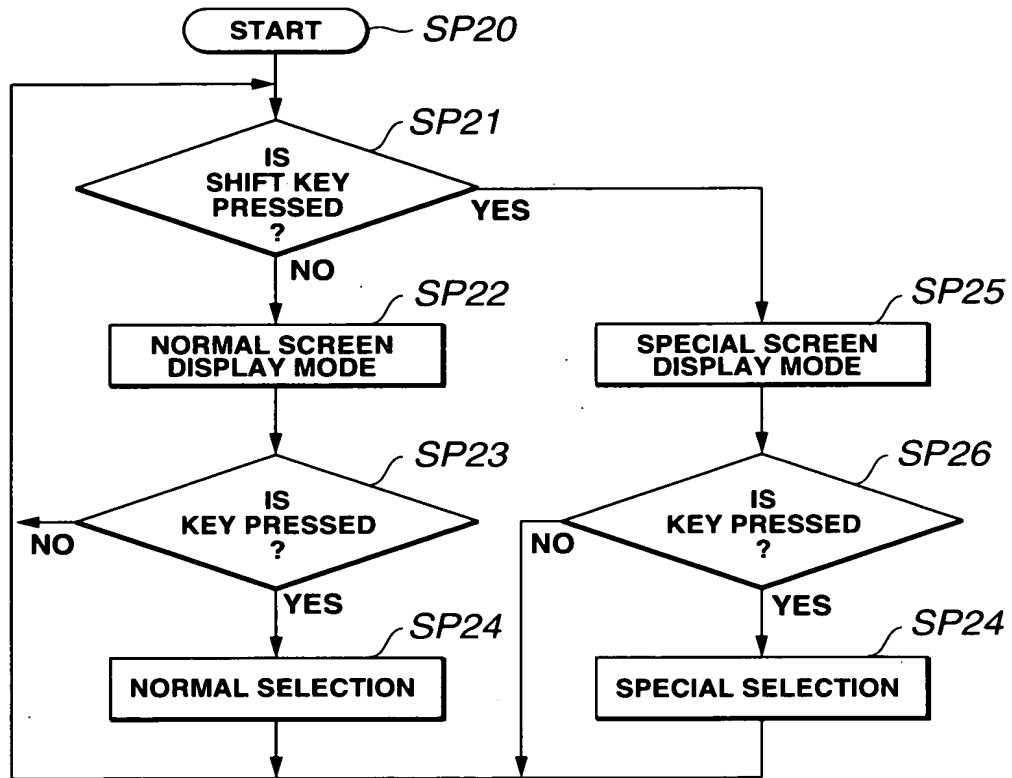 START
SP20
SP21
IS
SHIFT KEY
PRESSED
?
YES
NO
SP22
NORMAL SCREEN
DISPLAY MODE
SP25
SPECIAL SCREEN
DISPLAY MODE
SP23
IS
KEY PRESSED
?
NO
YES
SP26
IS
KEY PRESSED
?
NO
YES
SP24
NORMAL SELECTION
SP24
SPECIAL SELECTION